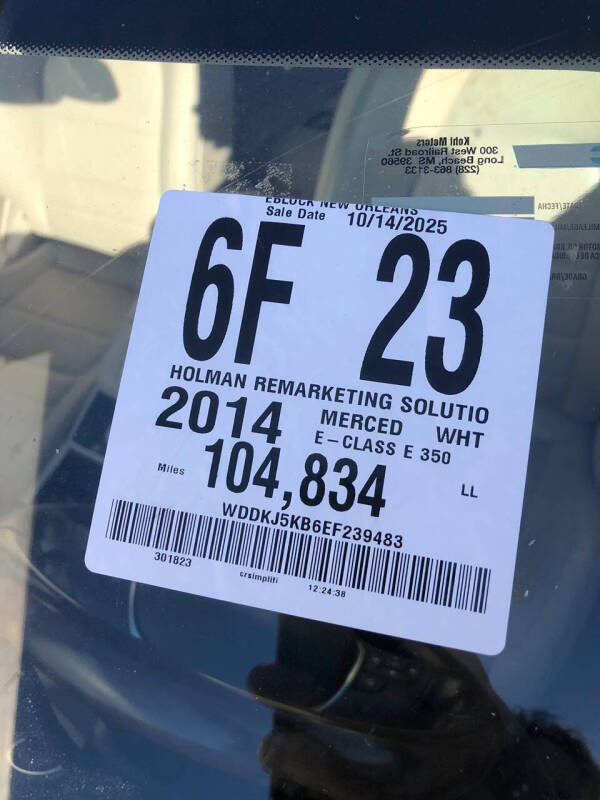 Kohl Motors
300 West Railroad St.
Long Beach, MS, 39560
(228) 863-3133
DATE/FECHA
EBLOCK NEW ORLEANS
Sale Date 10/14/2025
6F 23
HOLMAN REMARKETING SOLUTIO
2014 MERCED WHT
E-CLASS E 350
Miles 104,834 LL
WDDKJ5KB6EF239483
301823
crsimplifi 12:24:38